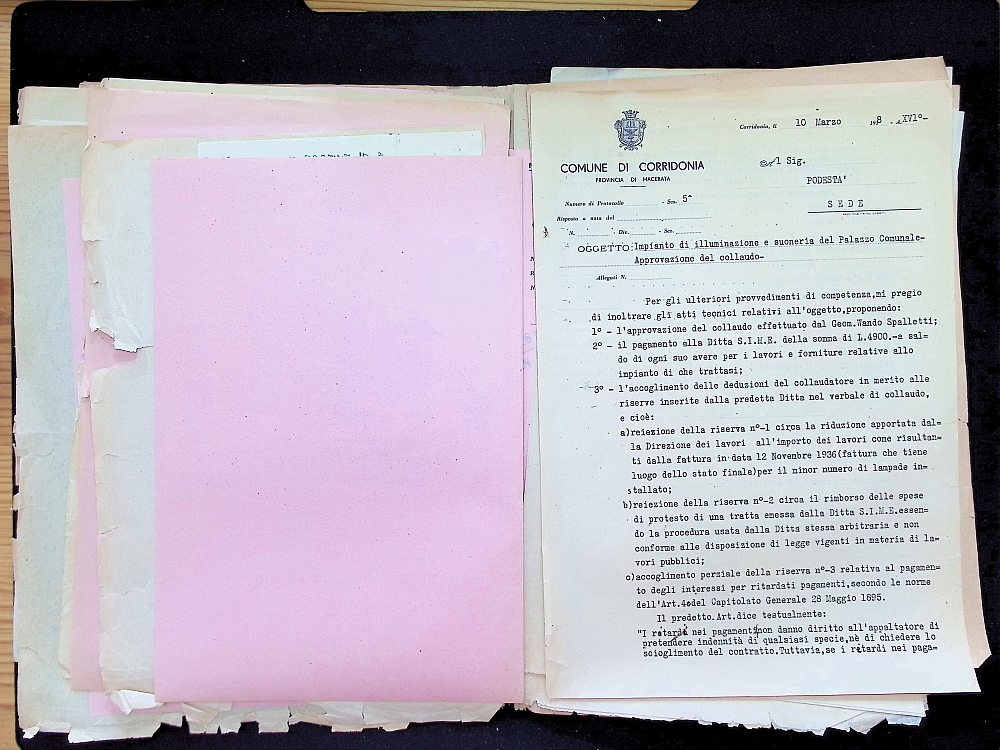 Corridonia, li 10 Marzo 1938 . A. XVIº-
COMUNE DI CORRIDONIA
PROVINCIA DI MACERATA
Al Sig.
PODESTA'
SEDE
Numero di Protocollo - Sez. 5^
Risposta a nota del
N. - Div. - Sez.
OGGETTO: Impianto di illuminazione e suoneria del Palazzo Comunale-
Approvazione del collaudo-
Allegati N.
Per gli ulteriori provvedimenti di competenza,mi pregio
di inoltrare gli atti tecnici relativi all'oggetto,proponendo:
1º - l'approvazione del collaudo effettuato dal Geom.Wando Spalletti;
2º - il pagamento alla Ditta S.I.M.E. della somma di L.4900.-a sal=
do di ogni suo avere per i lavori e forniture relative allo
impianto di che trattasi;
3º - l'accoglimento delle deduzioni del collaudatore in merito alle
riserve inserite dalla predetta Ditta nel verbale di collaudo,
e cioè:
a)reiezione della riserva nº-1 circa la riduzione apportata dal=
la Direzione dei lavori all'importo dei lavori come risultan=
ti dalla fattura in data 12 Novembre 1936(fattura che tiene
luogo dello stato finale)per il minor numero di lampade in=
stallato;
b)reiezione della riserva nº-2 circa il rimborso delle spese
di protesto di una tratta emessa dalla Ditta S.I.M.E.essen=
do la procedura usata dalla Ditta stessa arbitraria e non
conforme alle disposizione di legge vigenti in materia di la=
vori pubblici;
c)accoglimento perziale della riserva nº-3 relativa al pagamen=
to degli interessi per ritardati pagamenti,secondo le norme
dell'Art.40del Capitolato Generale 28 Maggio 1895.
Il predetto.Art.dice testualmente:
"I ritardi nei pagamenti non danno diritto all'appaltatore di
pretendere indennità di qualsiasi specie,nè di chiedere lo
scioglimento del contratto.Tuttavia,se i ritardi nei paga=